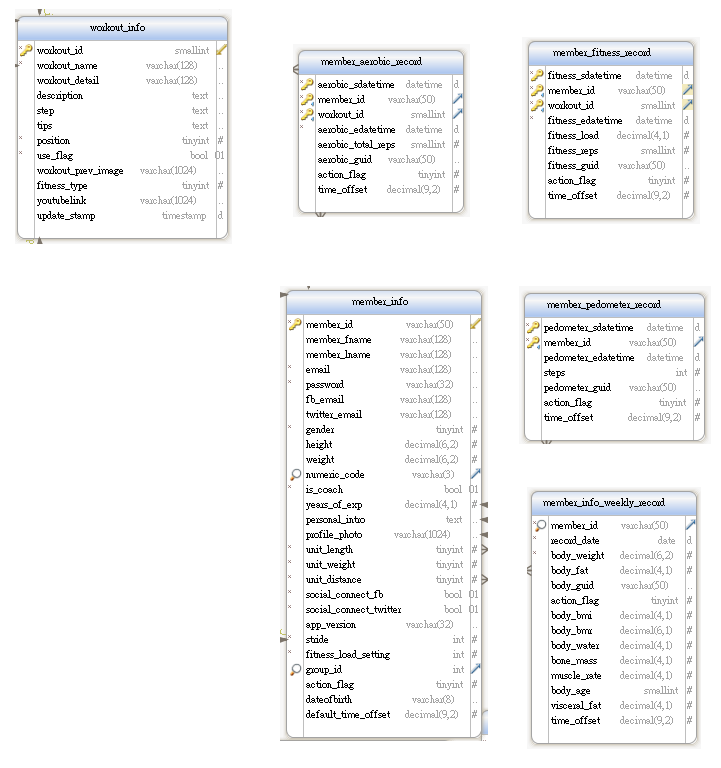 workout_info
workout_id smallint
workout_name varchar(128) ..
workout_detail varchar(128) ..
description text ..
step text ..
tips text ..
position tinyint #
use_flag bool 01
workout_prev_image varchar(1024) ..
fitness_type tinyint #
youtubelink varchar(1024) ..
update_stamp timestamp d
member_aerobic_record
aerobic_sdatetime datetime d
member_id varchar(50)
workout_id smallint
aerobic_edatetime datetime d
aerobic_total_reps smallint #
aerobic_guid varchar(50) ..
action_flag tinyint #
time_offset decimal(9,2) #
member_fitness_record
fitness_sdatetime datetime d
member_id varchar(50)
workout_id smallint
fitness_edatetime datetime d
fitness_load decimal(4,1) #
fitness_reps smallint #
fitness_guid varchar(50) ..
action_flag tinyint #
time_offset decimal(9,2) #
member_info
member_id varchar(50)
member_fname varchar(128) ..
member_lname varchar(128) ..
email varchar(128) ..
password varchar(32) ..
fb_email varchar(128) ..
twitter_email varchar(128) ..
gender tinyint #
height decimal(6,2) #
weight decimal(6,2) #
numeric_code varchar(3)
is_coach bool 01
years_of_exp decimal(4,1) #
personal_intro text ..
profile_photo varchar(1024) ..
unit_length tinyint #
unit_weight tinyint #
unit_distance tinyint #
social_connect_fb bool 01
social_connect_twitter bool 01
app_version varchar(32) ..
stride int #
fitness_load_setting int #
group_id int
action_flag tinyint #
dateofbirth varchar(8) ..
default_time_offset decimal(9,2) #
member_pedometer_record
pedometer_sdatetime datetime d
member_id varchar(50)
pedometer_edatetime datetime d
steps int #
pedometer_guid varchar(50) ..
action_flag tinyint #
time_offset decimal(9,2) #
member_info_weekly_record
member_id varchar(50)
record_date date d
body_weight decimal(6,2) #
body_fat decimal(4,1) #
body_guid varchar(50) ..
action_flag tinyint #
body_bmi decimal(4,1) #
body_bmr decimal(6,1) #
body_water decimal(4,1) #
bone_mass decimal(4,1) #
muscle_rate decimal(4,1) #
body_age smallint #
visceral_fat decimal(4,1) #
time_offset decimal(9,2) #